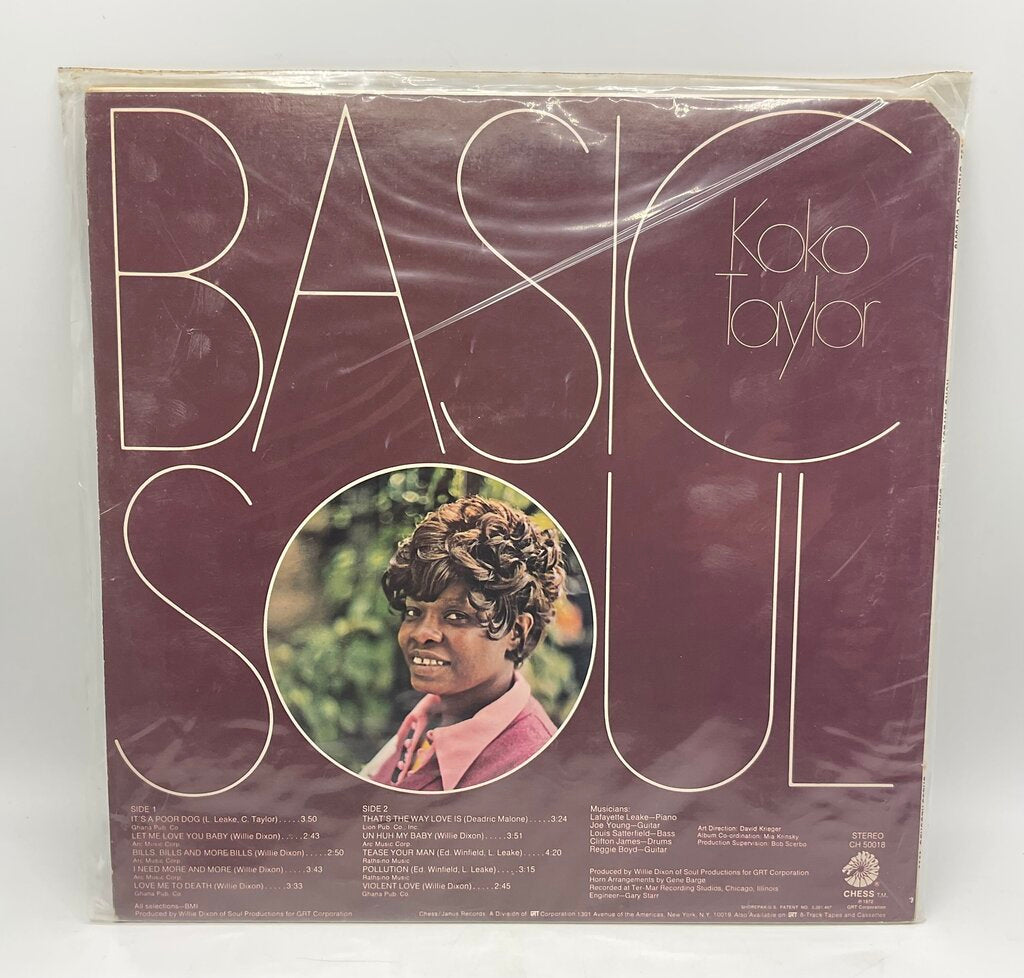 BASIC
Koko
Taylor
SOUL
SIDE 1
IT'S A POOR DOG (L. Leake, C. Taylor).....3:50
Ghana Pub. Co.
LET ME LOVE YOU BABY (Willie Dixon).....2:43
Arc Music Corp.
BILLS, BILLS AND MORE BILLS (Willie Dixon).....2:50
Arc Music Corp.
I NEED MORE AND MORE (Willie Dixon).....3:43
Arc Music Corp.
LOVE ME TO DEATH (Willie Dixon).....3:33
Ghana Pub. Co.
All selections—BMI
Produced by Willie Dixon of Soul Productions for GRT Corporation
SIDE 2
THAT'S THE WAY LOVE IS (Deadric Malone).....3:24
Lion Pub. Co., Inc.
UN HUH MY BABY (Willie Dixon).....3:51
Arc Music Corp.
TEASE YOUR MAN (Ed. Winfield, L. Leake).....4:20
Rathsino Music
POLLUTION (Ed. Winfield, L. Leake).....3:15
Rathsino Music
VIOLENT LOVE (Willie Dixon).....2:45
Ghana Pub. Co.
Musicians:
Lafayette Leake—Piano
Joe Young—Guitar
Louis Satterfield—Bass
Clifton James—Drums
Reggie Boyd—Guitar
Art Direction: David Krieger
Album Co-ordination: Mia Krinsky
Production Supervision: Bob Scerbo
Produced by Willie Dixon of Soul Productions for GRT Corporation
Horn Arrangements by Gene Barge
Recorded at Ter-Mar Recording Studios, Chicago, Illinois
Engineer—Gary Starr
STEREO
CH 50018
CHESS T.M.
℗ 1972
GRT Corporation
Chess/Janus Records, A Division of GRT Corporation 1301 Avenue of the Americas, New York, N.Y. 10019 Also Available on GRT 8-Track Tapes and Cassettes